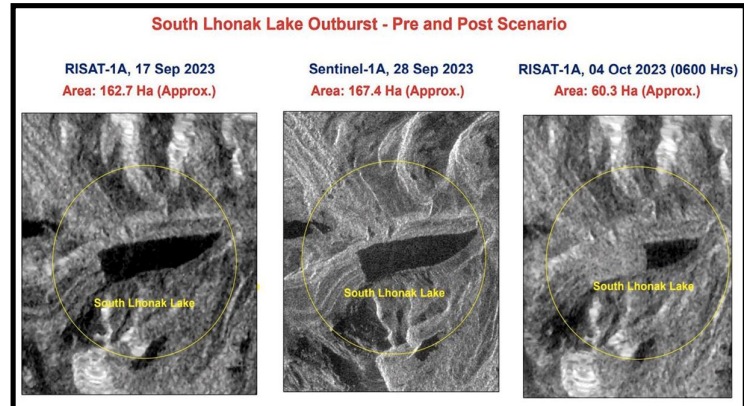 South Lhonak Lake Outburst - Pre and Post Scenario
RISAT-1A, 17 Sep 2023
Area: 162.7 Ha (Approx.)
South Lhonak Lake
Sentinel-1A, 28 Sep 2023
Area: 167.4 Ha (Approx.)
South Lhonak Lake
RISAT-1A, 04 Oct 2023 (0600 Hrs)
Area: 60.3 Ha (Approx.)
South Lhonak Lake